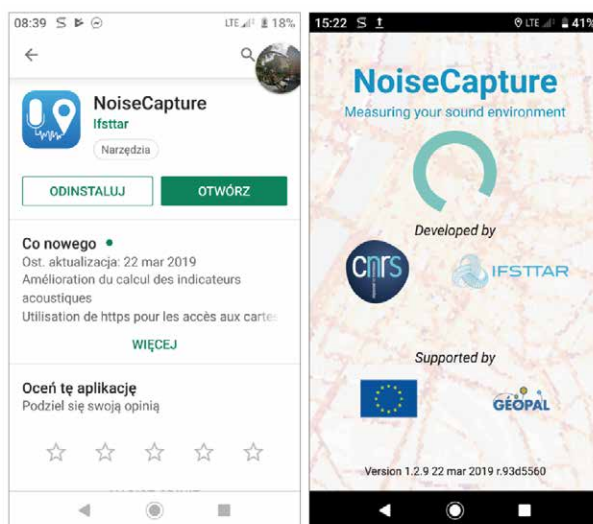 08:39
LTE 18%
NoiseCapture
Ifsttar
Narzędzia
ODINSTALUJ
OTWÓRZ
Co nowego
Ost. aktualizacja: 22 mar 2019
Amélioration du calcul des indicateurs
acoustiques
Utilisation de https pour les accès aux cartes
WIĘCEJ
Oceń tę aplikację
Podziel się swoją opinią
15:22
LTE 41%
NoiseCapture
Measuring your sound environment
Developed by
cnrs
IFSTTAR
Supported by
GÉOPAL
Version 1.2.9 22 mar 2019 r.93d5560